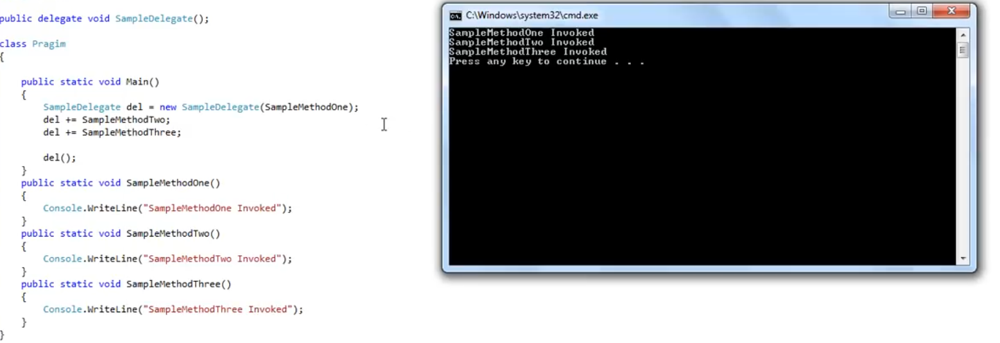 public delegate void SampleDelegate();
class Pragim
{
public static void Main()
{
SampleDelegate del = new SampleDelegate(SampleMethodOne);
del += SampleMethodTwo;
del += SampleMethodThree;
del();
}
public static void SampleMethodOne()
{
Console.WriteLine("SampleMethodOne Invoked");
}
public static void SampleMethodTwo()
{
Console.WriteLine("SampleMethodTwo Invoked");
}
public static void SampleMethodThree()
{
Console.WriteLine("SampleMethodThree Invoked");
}
}
C:\Windows\system32\cmd.exe
SampleMethodOne Invoked
SampleMethodTwo Invoked
SampleMethodThree Invoked
Press any key to continue . . .